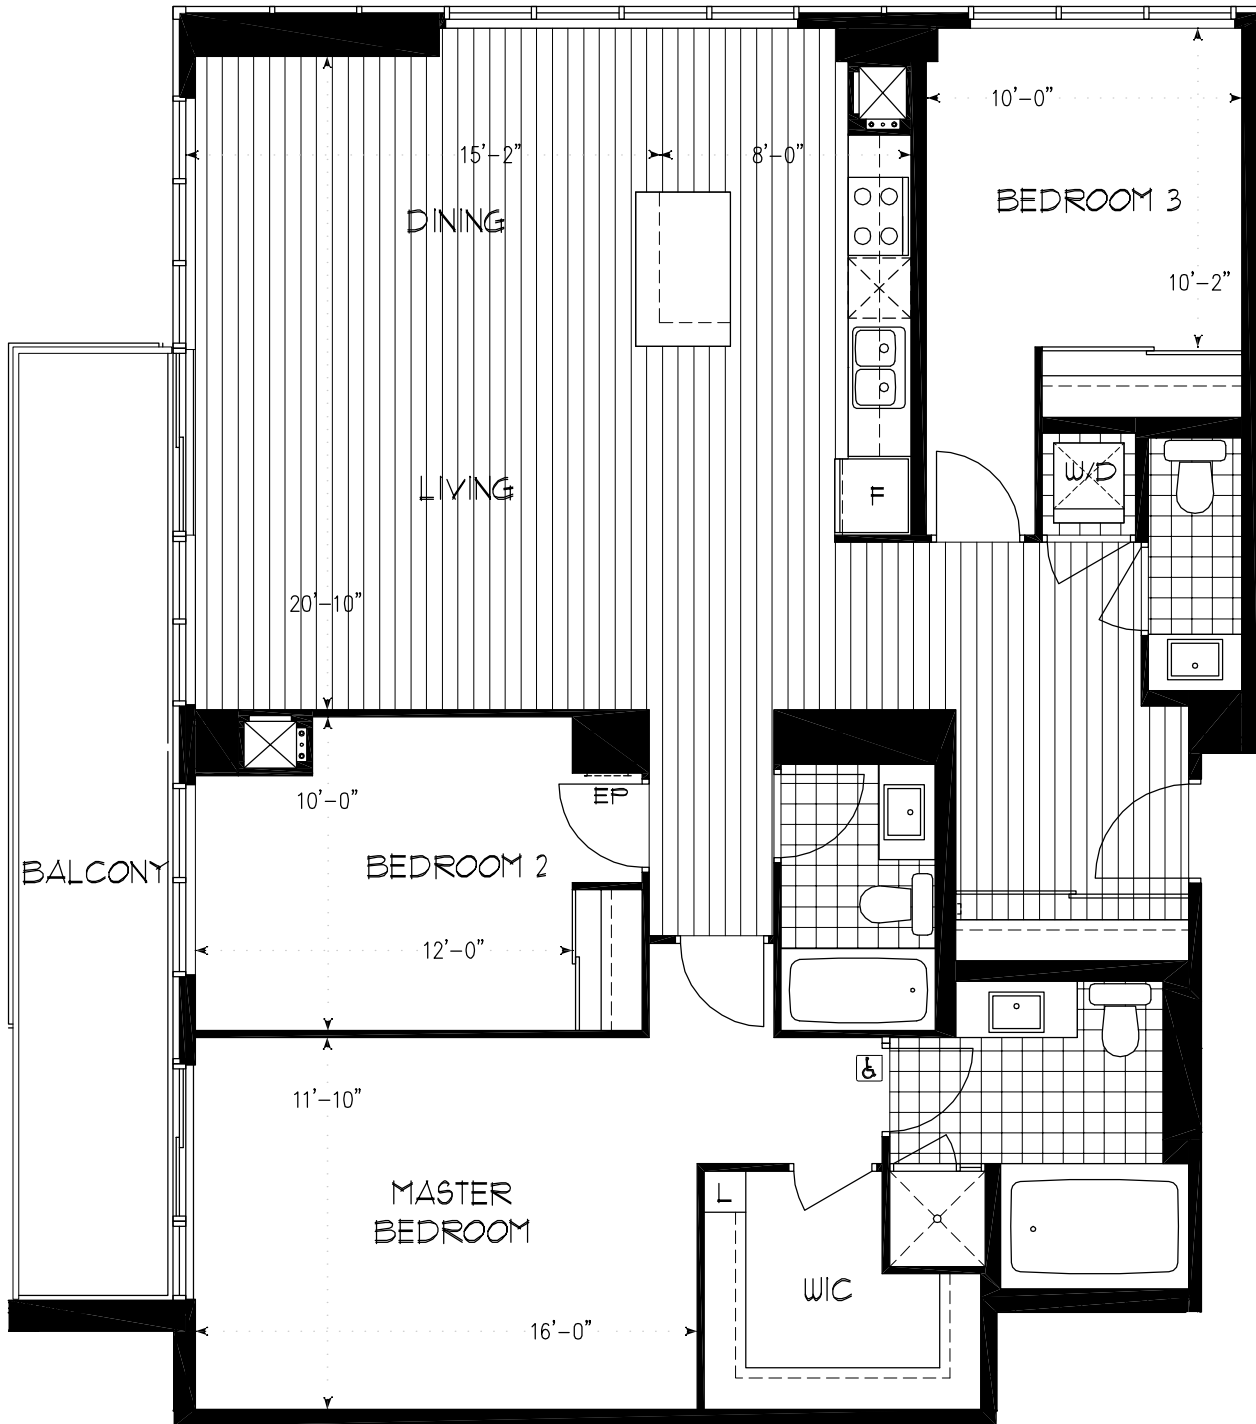 10'-0"
15'-2"
8'-0"
DINING
BEDROOM 3
10'-2"
W/D
LIVING
F
20'-10"
10'-0"
EP
BALCONY
BEDROOM 2
12'-0"
11'-10"
MASTER
BEDROOM
L
WIC
16'-0"